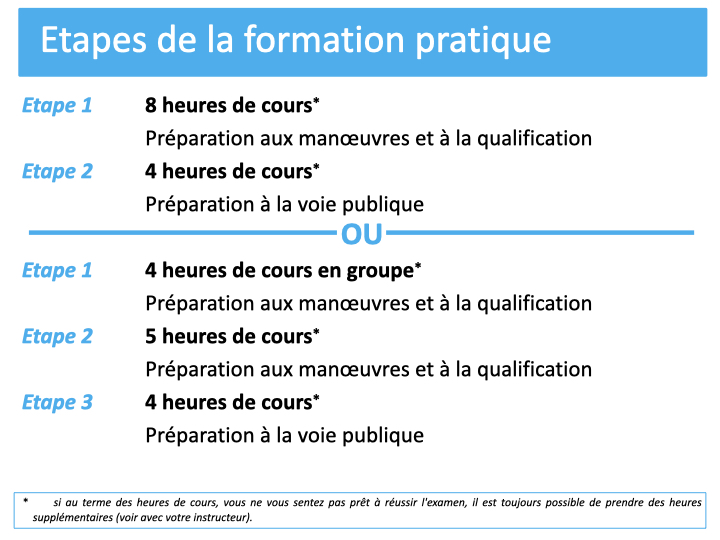 Etapes de la formation pratique
Etape 1 8 heures de cours*
Préparation aux manœuvres et à la qualification
Etape 2 4 heures de cours*
Préparation à la voie publique
OU
Etape 1 4 heures de cours en groupe*
Préparation aux manœuvres et à la qualification
Etape 2 5 heures de cours*
Préparation aux manœuvres et à la qualification
Etape 3 4 heures de cours*
Préparation à la voie publique
* si au terme des heures de cours, vous ne vous sentez pas prêt à réussir l'examen, il est toujours possible de prendre des heures
supplémentaires (voir avec votre instructeur).